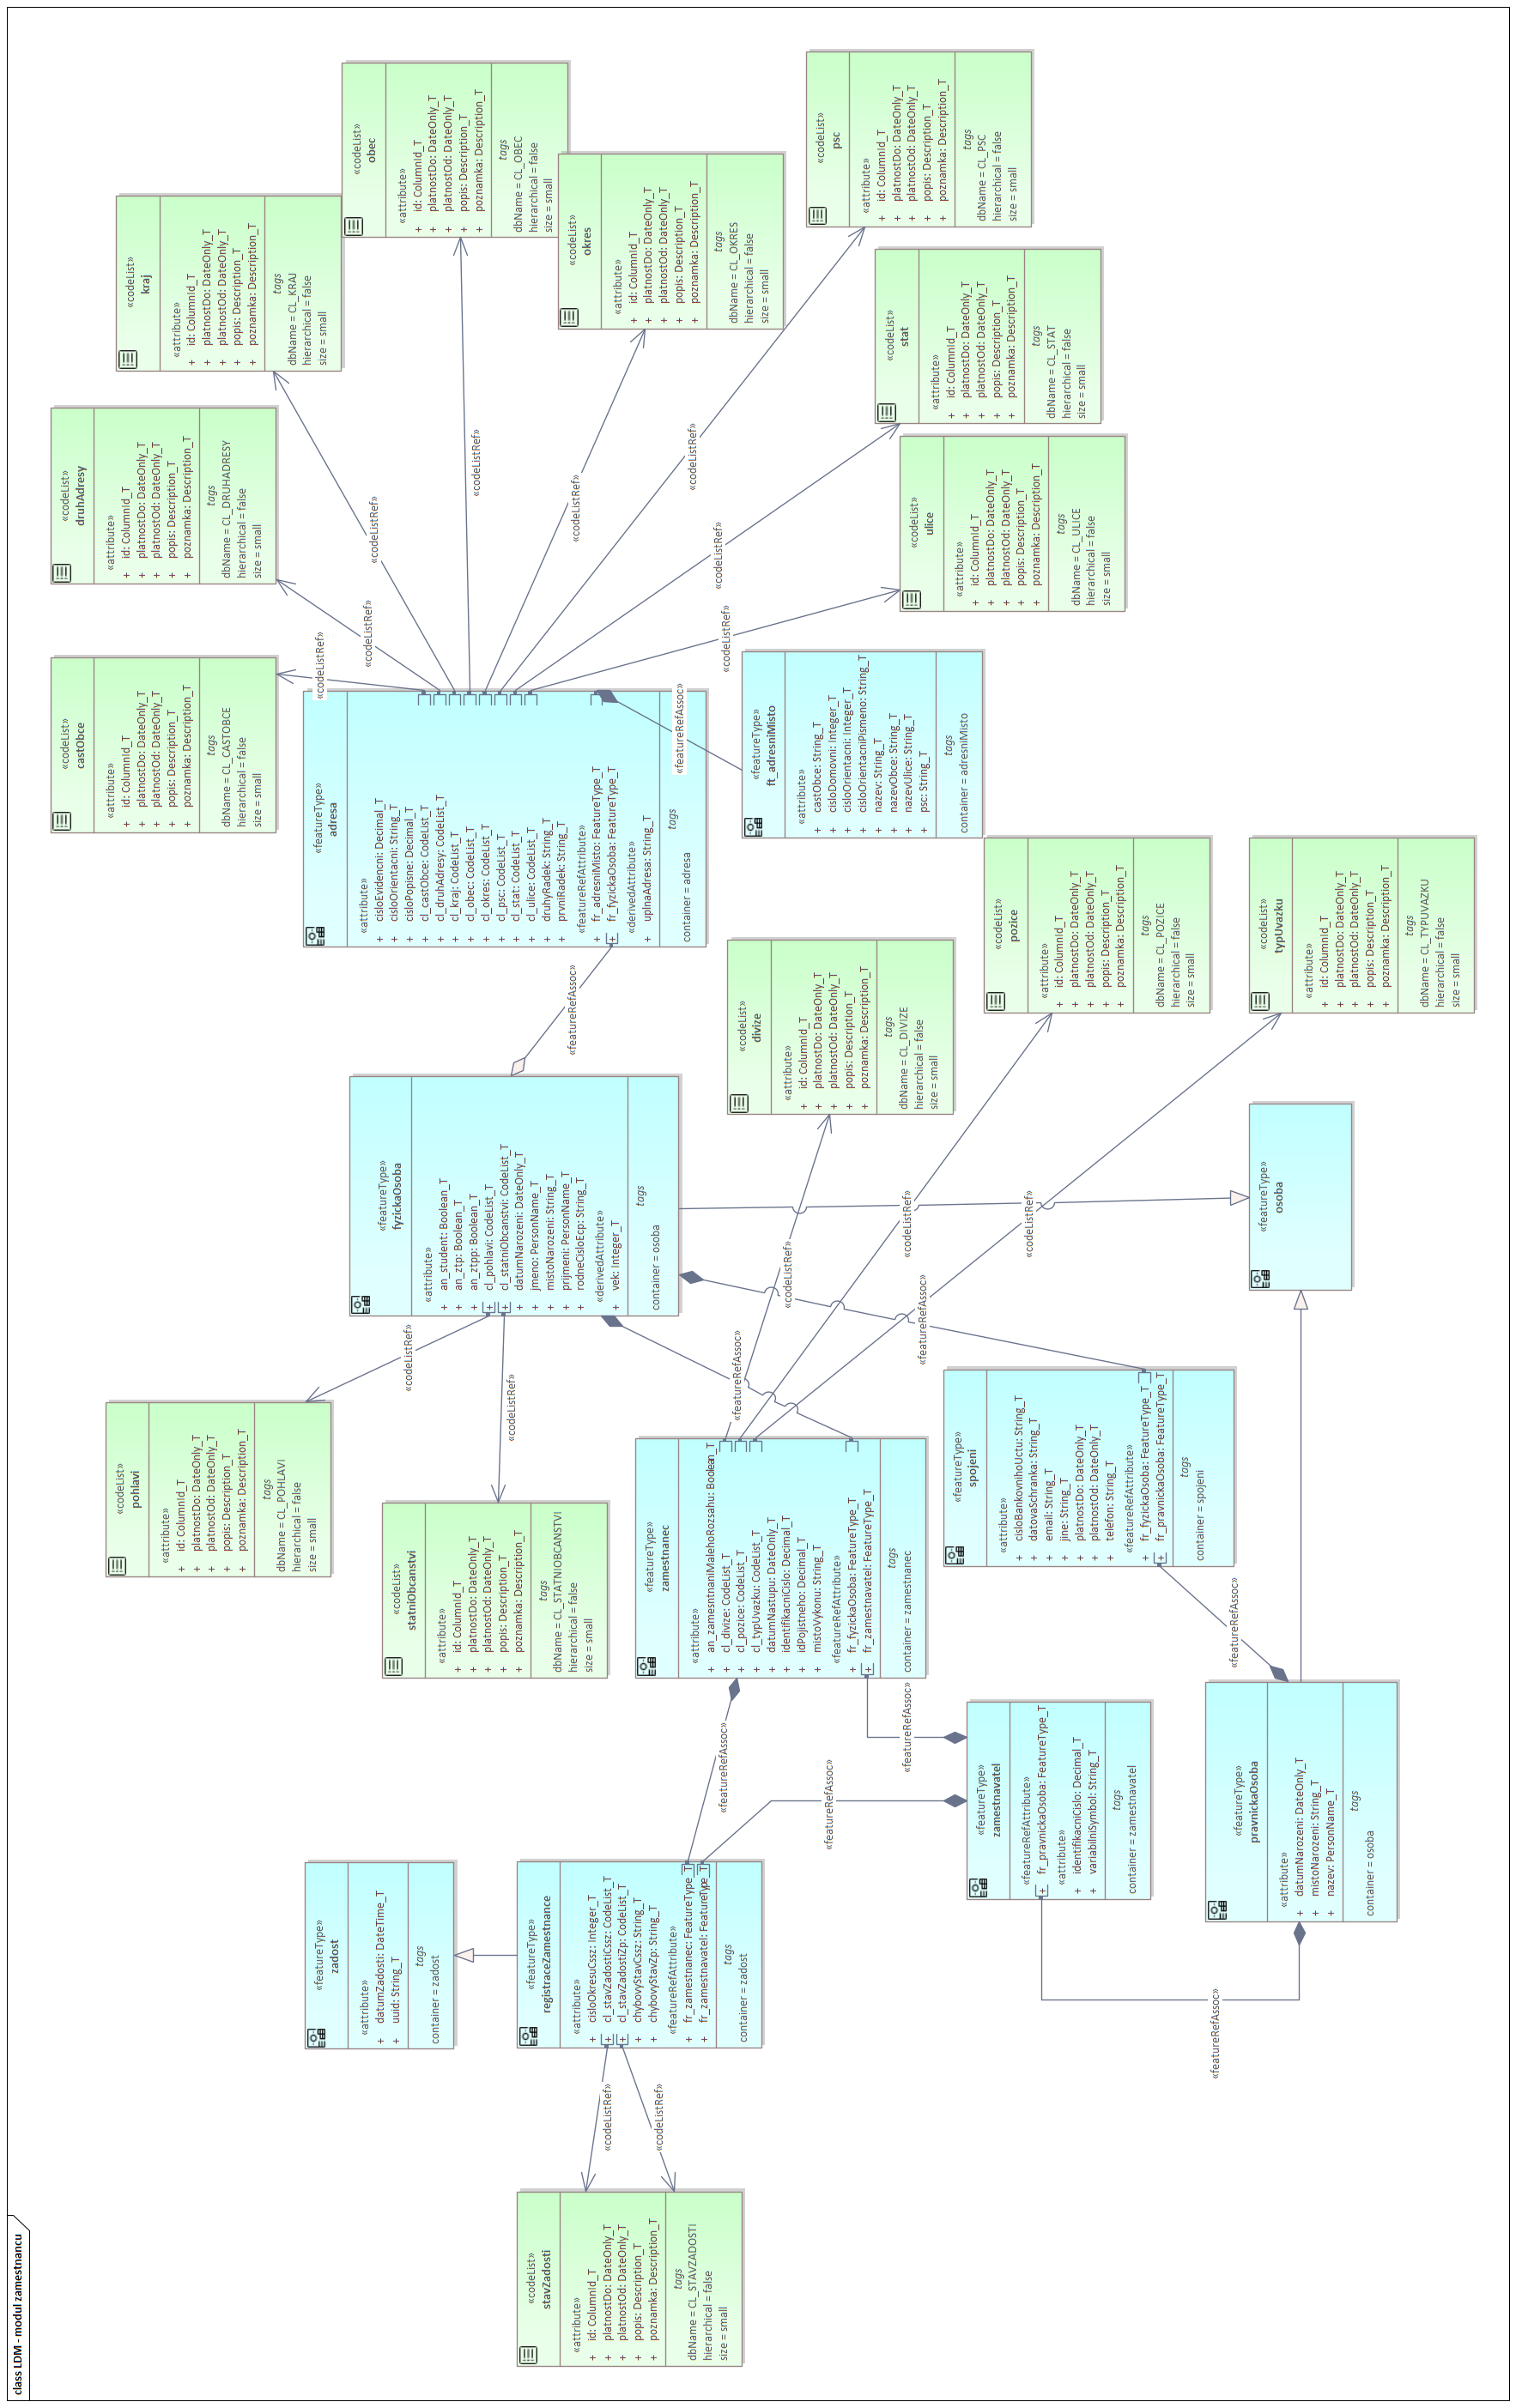 class LDM - modul zamestnancu
«codeList»
stavZadosti
«attribute»
+ id: ColumnId_T
+ platnostDo: DateOnly_T
+ platnostOd: DateOnly_T
+ popis: Description_T
+ poznamka: Description_T
tags
dbName = CL_STAVZADOSTI
hierarchical = false
size = small
«codeListRef»
«codeListRef»
«featureType»
zadost
«attribute»
+ datumZadosti: DateTime_T
+ uuid: String_T
tags
container = zadost
«featureType»
registraceZamestnance
«attribute»
+ cisloOkresuCssz: Integer_T
+ cl_stavZadostiCssz: CodeList_T
+ cl_stavZadostiZp: CodeList_T
+ chybovyStavCssz: String_T
+ chybovyStavZp: String_T
«featureRefAttribute»
+ fr_zamestnanec: FeatureType_T
+ fr_zamestnavatel: FeatureType_T
tags
container = zadost
«featureRefAssoc»
«featureRefAssoc»
«featureRefAssoc»
«featureRefAssoc»
«featureType»
zamestnavatel
«featureRefAttribute»
+ fr_pravnickaOsoba: FeatureType_T
«attribute»
+ identifikacniCislo: Decimal_T
+ variabilniSymbol: String_T
tags
container = zamestnavatel
«featureType»
pravnickaOsoba
«attribute»
+ datumNarozeni: DateOnly_T
+ mistoNarozeni: String_T
+ nazev: PersonName_T
tags
container = osoba
«featureRefAssoc»
«codeList»
pohlavi
«attribute»
+ id: ColumnId_T
+ platnostDo: DateOnly_T
+ platnostOd: DateOnly_T
+ popis: Description_T
+ poznamka: Description_T
tags
dbName = CL_POHLAVI
hierarchical = false
size = small
«codeList»
statniObcanstvi
«attribute»
+ id: ColumnId_T
+ platnostDo: DateOnly_T
+ platnostOd: DateOnly_T
+ popis: Description_T
+ poznamka: Description_T
tags
dbName = CL_STATNIOBCANSTVI
hierarchical = false
size = small
«featureType»
zamestnanec
«attribute»
+ an_zamesntnaniMalehoRozsahu: Boolean_T
+ cl_divize: CodeList_T
+ cl_pozice: CodeList_T
+ cl_typUvazku: CodeList_T
+ datumNastupu: DateOnly_T
+ identifikacniCislo: Decimal_T
+ idPojistneho: Decimal_T
+ mistoVykonu: String_T
«featureRefAttribute»
+ fr_fyzickaOsoba: FeatureType_T
+ fr_zamestnavatel: FeatureType_T
tags
container = zamestnanec
«featureType»
spojeni
«attribute»
+ cisloBankovnihoUctu: String_T
+ datovaSchranka: String_T
+ email: String_T
+ jine: String_T
+ platnostDo: DateOnly_T
+ platnostOd: DateOnly_T
+ telefon: String_T
«featureRefAttribute»
+ fr_fyzickaOsoba: FeatureType_T
+ fr_pravnickaOsoba: FeatureType_T
tags
container = spojeni
«codeListRef»
«codeListRef»
«featureRefAssoc»
«featureRefAssoc»
«codeListRef»
«codeListRef»
«codeListRef»
«featureType»
fyzickaOsoba
«attribute»
+ an_student: Boolean_T
+ an_ztp: Boolean_T
+ an_ztpp: Boolean_T
+ cl_pohlavi: CodeList_T
+ cl_statniObcanstvi: CodeList_T
+ datumNarozeni: DateOnly_T
+ jmeno: PersonName_T
+ mistoNarozeni: String_T
+ prijmeni: PersonName_T
+ rodneCisloEcp: String_T
«derivedAttribute»
+ vek: Integer_T
tags
container = osoba
«featureType»
osoba
«featureRefAssoc»
«codeList»
divize
«attribute»
+ id: ColumnId_T
+ platnostDo: DateOnly_T
+ platnostOd: DateOnly_T
+ popis: Description_T
+ poznamka: Description_T
tags
dbName = CL_DIVIZE
hierarchical = false
size = small
«codeList»
pozice
«attribute»
+ id: ColumnId_T
+ platnostDo: DateOnly_T
+ platnostOd: DateOnly_T
+ popis: Description_T
+ poznamka: Description_T
tags
dbName = CL_POZICE
hierarchical = false
size = small
«codeList»
typUvazku
«attribute»
+ id: ColumnId_T
+ platnostDo: DateOnly_T
+ platnostOd: DateOnly_T
+ popis: Description_T
+ poznamka: Description_T
tags
dbName = CL_TYPUVAZKU
hierarchical = false
size = small
«featureType»
adresa
«attribute»
+ cisloEvidencni: Decimal_T
+ cisloOrientacni: String_T
+ cisloPopisne: Decimal_T
+ cl_castObce: CodeList_T
+ cl_druhAdresy: CodeList_T
+ cl_kraj: CodeList_T
+ cl_obec: CodeList_T
+ cl_okres: CodeList_T
+ cl_psc: CodeList_T
+ cl_stat: CodeList_T
+ cl_ulice: CodeList_T
+ druhyRadek: String_T
+ prvniRadek: String_T
«featureRefAttribute»
+ fr_adresniMisto: FeatureType_T
+ fr_fyzickaOsoba: FeatureType_T
«derivedAttribute»
+ uplnaAdresa: String_T
tags
container = adresa
«featureRefAssoc»
«featureType»
ft_adresniMisto
«attribute»
+ castObce: String_T
+ cisloDomovni: Integer_T
+ cisloOrientacni: Integer_T
+ cisloOrientacniPismeno: String_T
+ nazev: String_T
+ nazevObce: String_T
+ nazevUlice: String_T
+ psc: String_T
tags
container = adresniMisto
«codeList»
castObce
«attribute»
+ id: ColumnId_T
+ platnostDo: DateOnly_T
+ platnostOd: DateOnly_T
+ popis: Description_T
+ poznamka: Description_T
tags
dbName = CL_CASTOBCE
hierarchical = false
size = small
«codeListRef»
«codeListRef»
«codeListRef»
«codeListRef»
«codeListRef»
«codeListRef»
«codeListRef»
«codeListRef»
«codeList»
druhAdresy
«attribute»
+ id: ColumnId_T
+ platnostDo: DateOnly_T
+ platnostOd: DateOnly_T
+ popis: Description_T
+ poznamka: Description_T
tags
dbName = CL_DRUHADRESY
hierarchical = false
size = small
«codeList»
kraj
«attribute»
+ id: ColumnId_T
+ platnostDo: DateOnly_T
+ platnostOd: DateOnly_T
+ popis: Description_T
+ poznamka: Description_T
tags
dbName = CL_KRAJ
hierarchical = false
size = small
«codeList»
obec
«attribute»
+ id: ColumnId_T
+ platnostDo: DateOnly_T
+ platnostOd: DateOnly_T
+ popis: Description_T
+ poznamka: Description_T
tags
dbName = CL_OBEC
hierarchical = false
size = small
«codeList»
okres
«attribute»
+ id: ColumnId_T
+ platnostDo: DateOnly_T
+ platnostOd: DateOnly_T
+ popis: Description_T
+ poznamka: Description_T
tags
dbName = CL_OKRES
hierarchical = false
size = small
«codeList»
psc
«attribute»
+ id: ColumnId_T
+ platnostDo: DateOnly_T
+ platnostOd: DateOnly_T
+ popis: Description_T
+ poznamka: Description_T
tags
dbName = CL_PSC
hierarchical = false
size = small
«codeList»
stat
«attribute»
+ id: ColumnId_T
+ platnostDo: DateOnly_T
+ platnostOd: DateOnly_T
+ popis: Description_T
+ poznamka: Description_T
tags
dbName = CL_STAT
hierarchical = false
size = small
«codeList»
ulice
«attribute»
+ id: ColumnId_T
+ platnostDo: DateOnly_T
+ platnostOd: DateOnly_T
+ popis: Description_T
+ poznamka: Description_T
tags
dbName = CL_ULICE
hierarchical = false
size = small